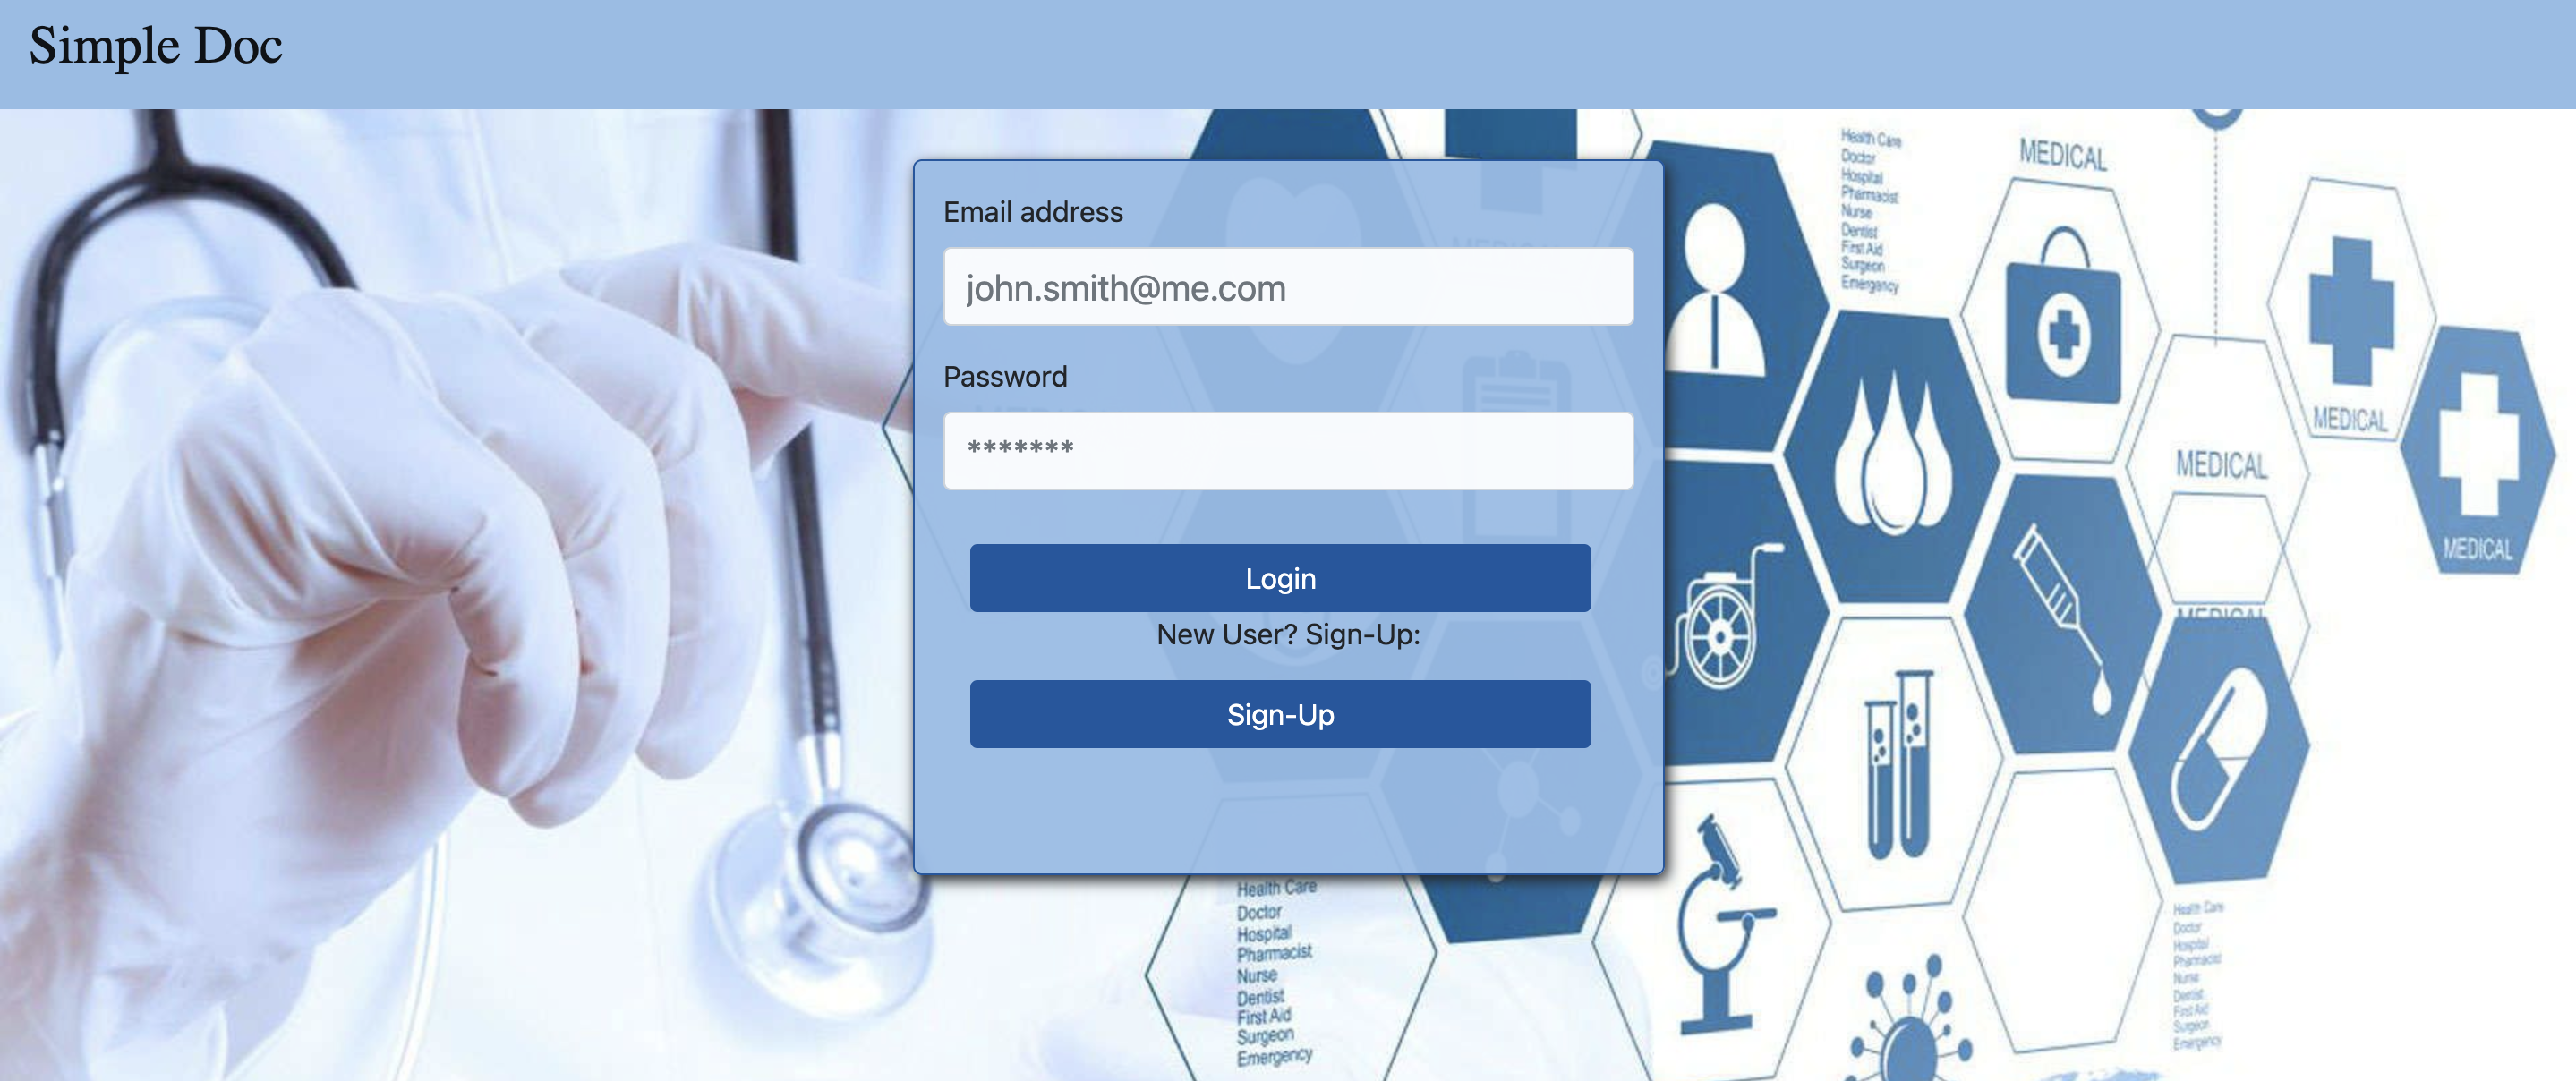 Simple Doc
Email address
john.smith@me.com
Password
*******
Login
New User? Sign-Up:
Sign-Up
Health Care
Doctor
Hospital
Pharmacist
Nurse
Dentist
First Aid
Surgeon
Emergency
MEDICAL
MEDICAL
MEDICAL
MEDICAL
MEDICAL
Health Care
Doctor
Hospital
Pharmacist
Nurse
Dentist
First Aid
Surgeon
Emergency
Health Care
Doctor
Hospital
Pharmacist
Nurse
Dentist
First Aid
Surgeon
Emergency